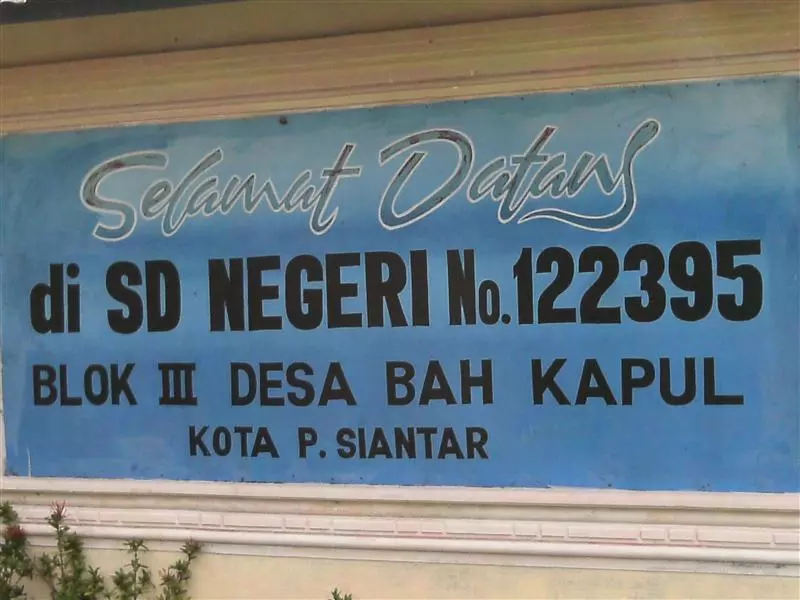 Selamat Datang
di SD NEGERI No. 122395
BLOK III DESA BAH KAPUL
KOTA P. SIANTAR